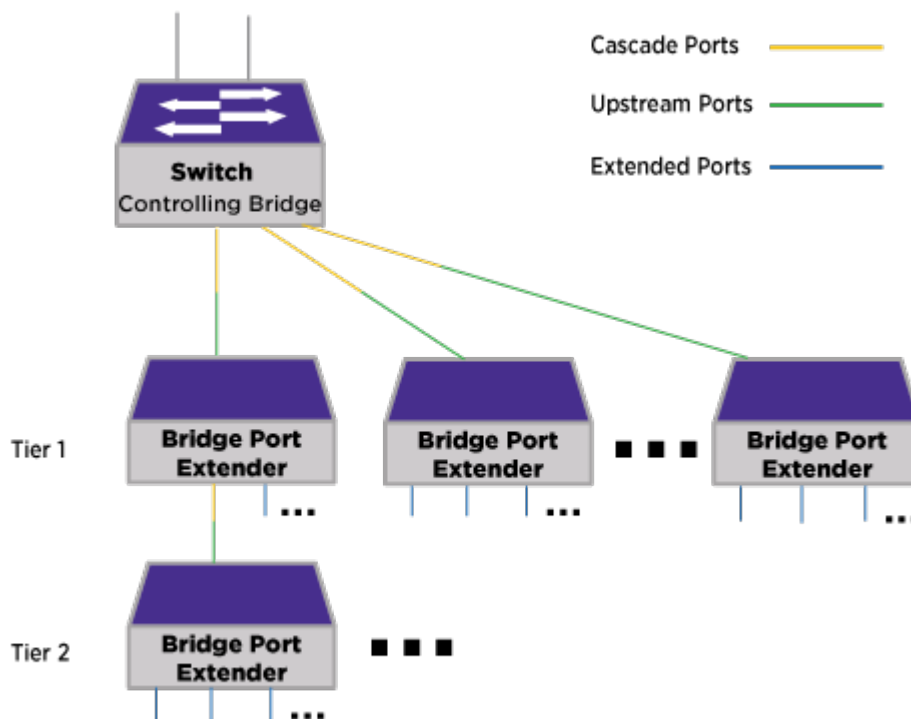 Cascade Ports
Upstream Ports
Extended Ports
Switch
Controlling Bridge
Tier 1
Bridge Port
Extender
Bridge Port
Extender
Bridge Port
Extender
Tier 2
Bridge Port
Extender